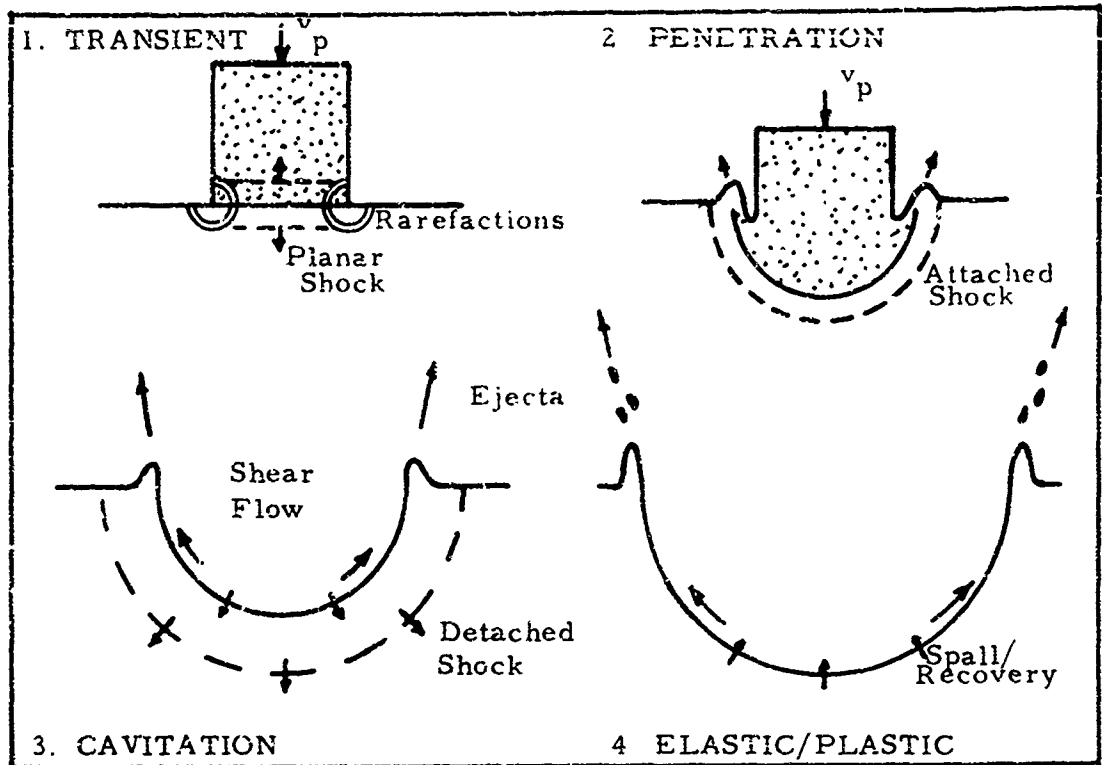 1. TRANSIENT
v
p
Rarefactions
Planar
Shock
2 PENETRATION
v
p
Attached
Shock
Shear
Flow
Ejecta
Detached
Shock
3. CAVITATION
Spall/
Recovery
4 ELASTIC/PLASTIC